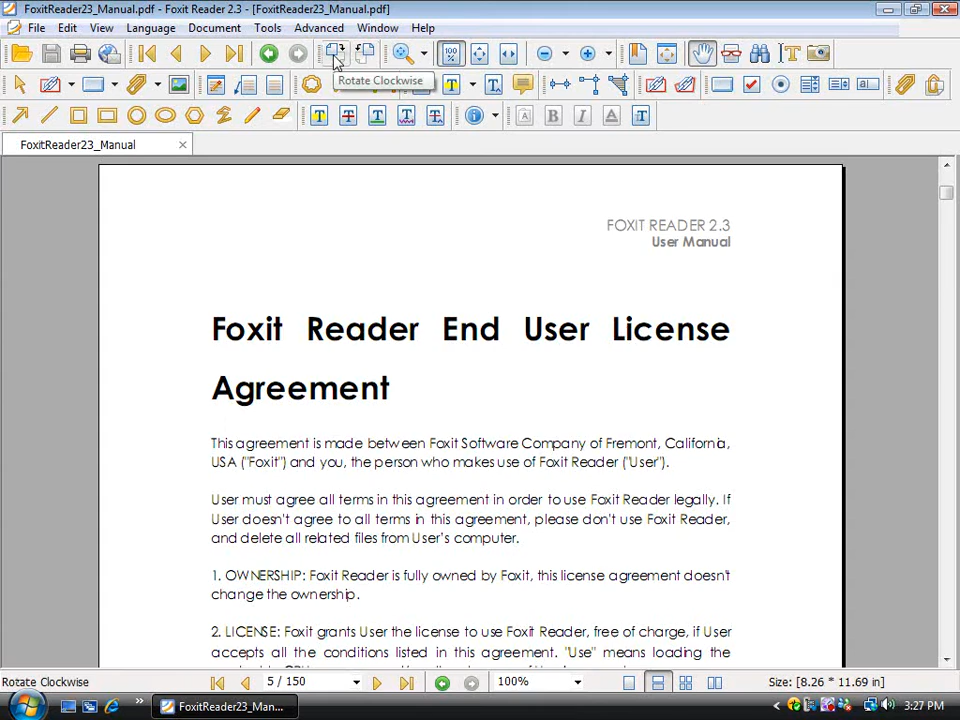 FoxitReader23_Manual.pdf - Foxit Reader 2.3 - [FoxitReader23_Manual.pdf]
File Edit View Language Document Tools Advanced Window Help
100 %
Rotate Clockwise
FoxitReader23_Manual
FOXIT READER 2.3
User Manual
Foxit Reader End User License
Agreement
This agreement is made between Foxit Software Company of Fremont, California,
USA ("Foxit") and you, the person who makes use of Foxit Reader ("User").
User must agree all terms in this agreement in order to use Foxit Reader legally. If
User doesn't agree to all terms in this agreement, please don't use Foxit Reader,
and delete all related files from User's computer.
1. OWNERSHIP: Foxit Reader is fully owned by Foxit, this license agreement doesn't
change the ownership.
2. LICENSE: Foxit grants User the license to use Foxit Reader, free of charge, if User
accepts all the conditions listed in this agreement. "Use" means loading the
Rotate Clockwise 5 / 150 100% Size: [8.26 * 11.69 in]
FoxitReader23_Man... 3:27 PM